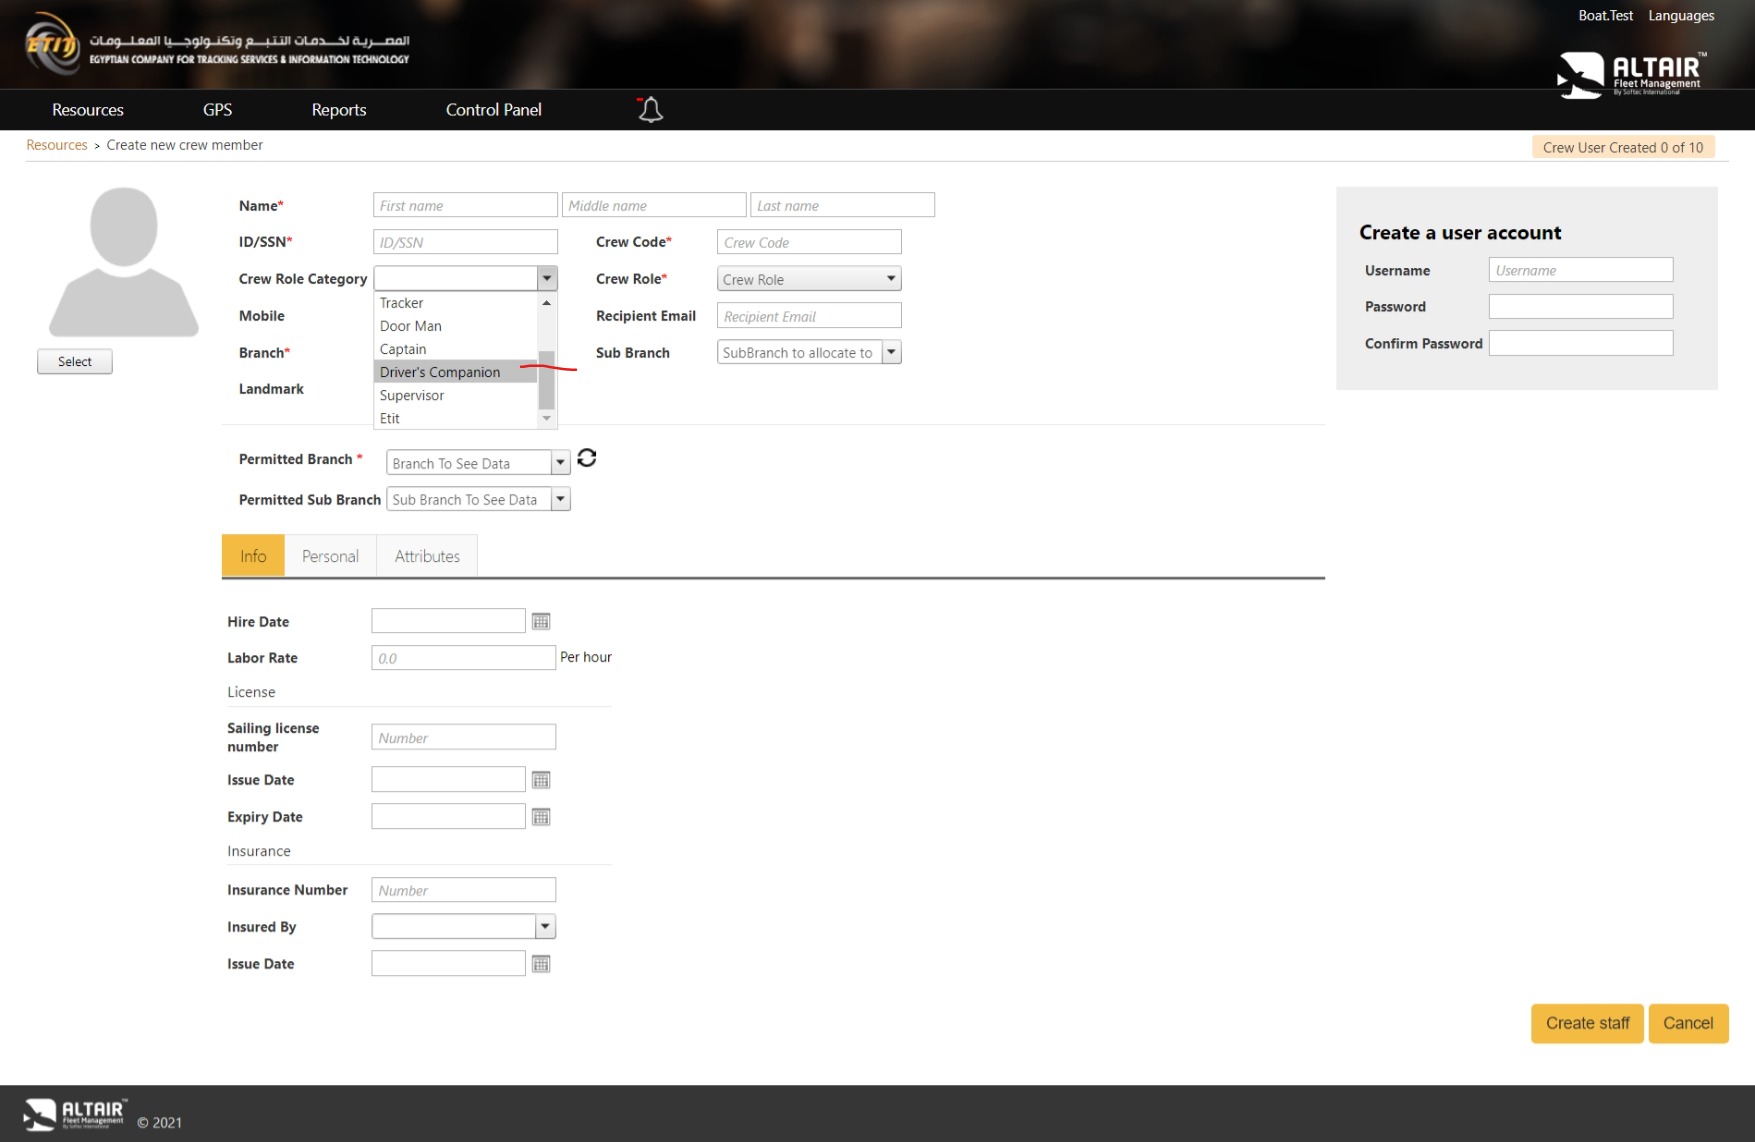 Boat.Test Languages
ETIT
المصرية لخدمات التتبع وتكنولوجيا المعلومات
EGYPTIAN COMPANY FOR TRACKING SERVICES & INFORMATION TECHNOLOGY
ALTAIR™
Fleet Management
By Softec International
Resources GPS Reports Control Panel
Resources > Create new crew member
Crew User Created 0 of 10
Name* First name Middle name Last name
ID/SSN* ID/SSN Crew Code* Crew Code
Crew Role Category Crew Role* Crew Role
Tracker
Door Man
Captain
Driver's Companion
Supervisor
Etit
Mobile Recipient Email Recipient Email
Branch* Sub Branch SubBranch to allocate to
Landmark
Select
Create a user account
Username Username
Password
Confirm Password
Permitted Branch * Branch To See Data
Permitted Sub Branch Sub Branch To See Data
Info Personal Attributes
Hire Date
Labor Rate 0.0 Per hour
License
Sailing license
number Number
Issue Date
Expiry Date
Insurance
Insurance Number Number
Insured By
Issue Date
Create staff Cancel
ALTAIR™
Fleet Management
By Softec International
© 2021